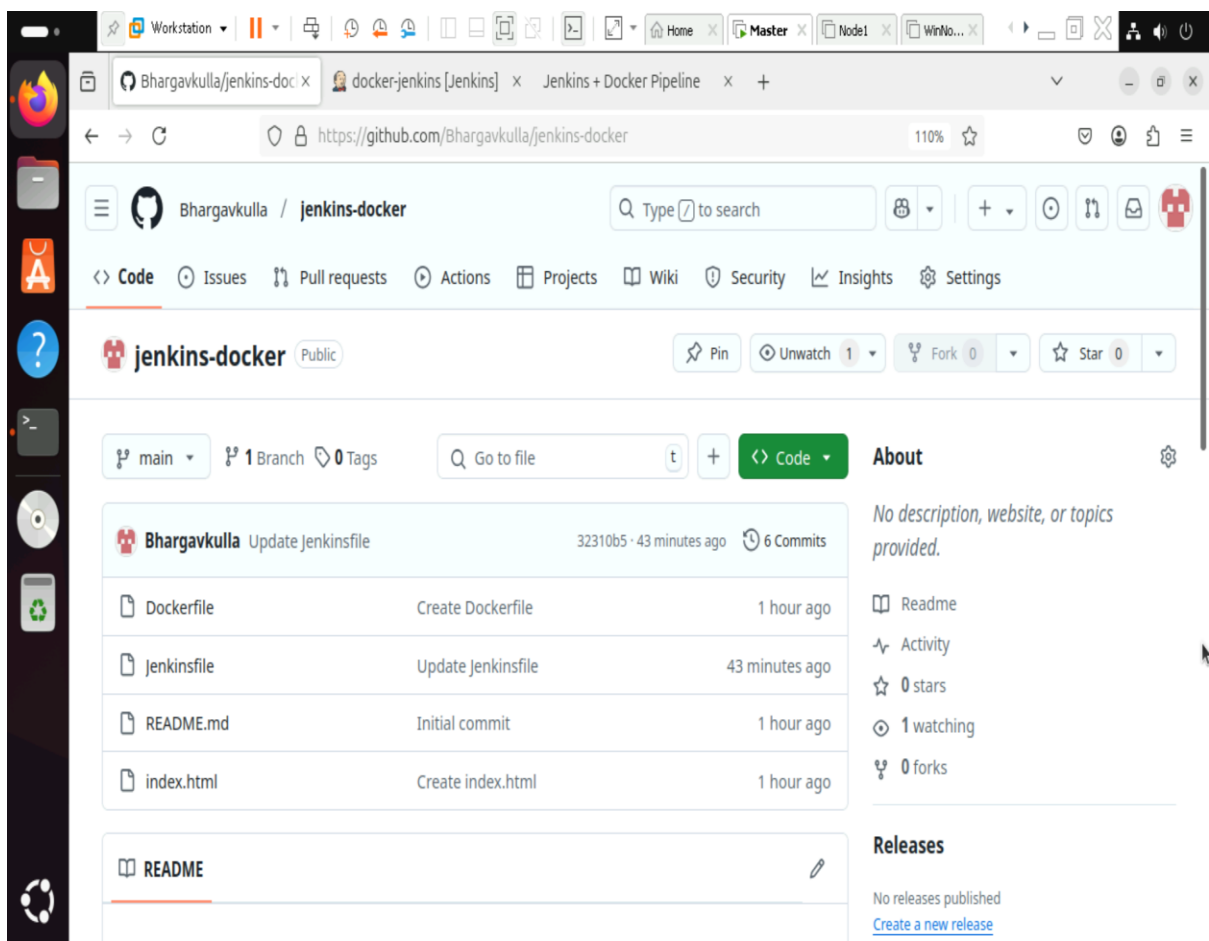 Workstation Home Master Node1 WinNo...
Bhargavkulla/jenkins-doc docker-jenkins [Jenkins] Jenkins + Docker Pipeline
https://github.com/Bhargavkulla/jenkins-docker 110%
Bhargavkulla / jenkins-docker Type / to search
Code Issues Pull requests Actions Projects Wiki Security Insights Settings
jenkins-docker Public Pin Unwatch 1 Fork 0 Star 0
main 1 Branch 0 Tags Go to file t Code
About
No description, website, or topics
provided.
Bhargavkulla Update Jenkinsfile 32310b5 · 43 minutes ago 6 Commits
Dockerfile Create Dockerfile 1 hour ago
Jenkinsfile Update Jenkinsfile 43 minutes ago
README.md Initial commit 1 hour ago
index.html Create index.html 1 hour ago
Readme
Activity
0 stars
1 watching
0 forks
README
Releases
No releases published
Create a new release